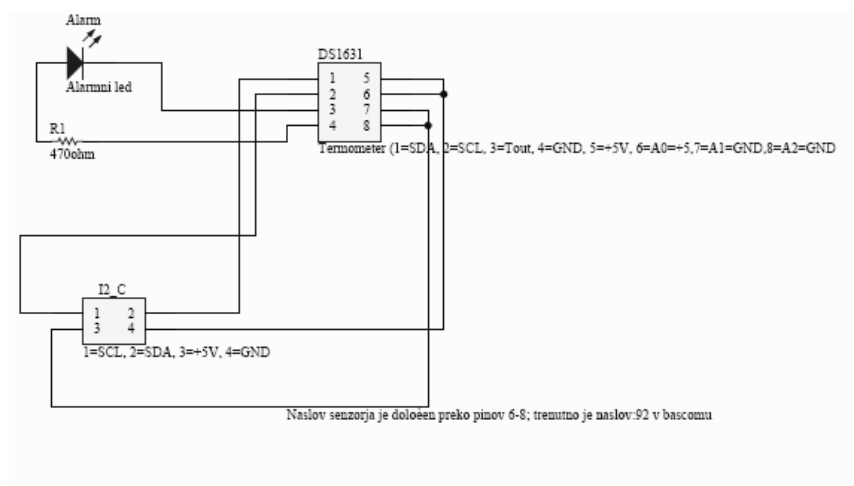 Alarm
Alarmni led
R1
470ohm
DS1631
1 5
2 6
3 7
4 8
Termometer (1=SDA, 2=SCL, 3=Tout, 4=GND, 5=+5V, 6=A0=+5,7=A1=GND,8=A2=GND
I2_C
1 2
3 4
1=SCL, 2=SDA, 3=+5V, 4=GND
Naslov senzorja je doloèen preko pinov 6-8; trenutno je naslov:92 v bascomu